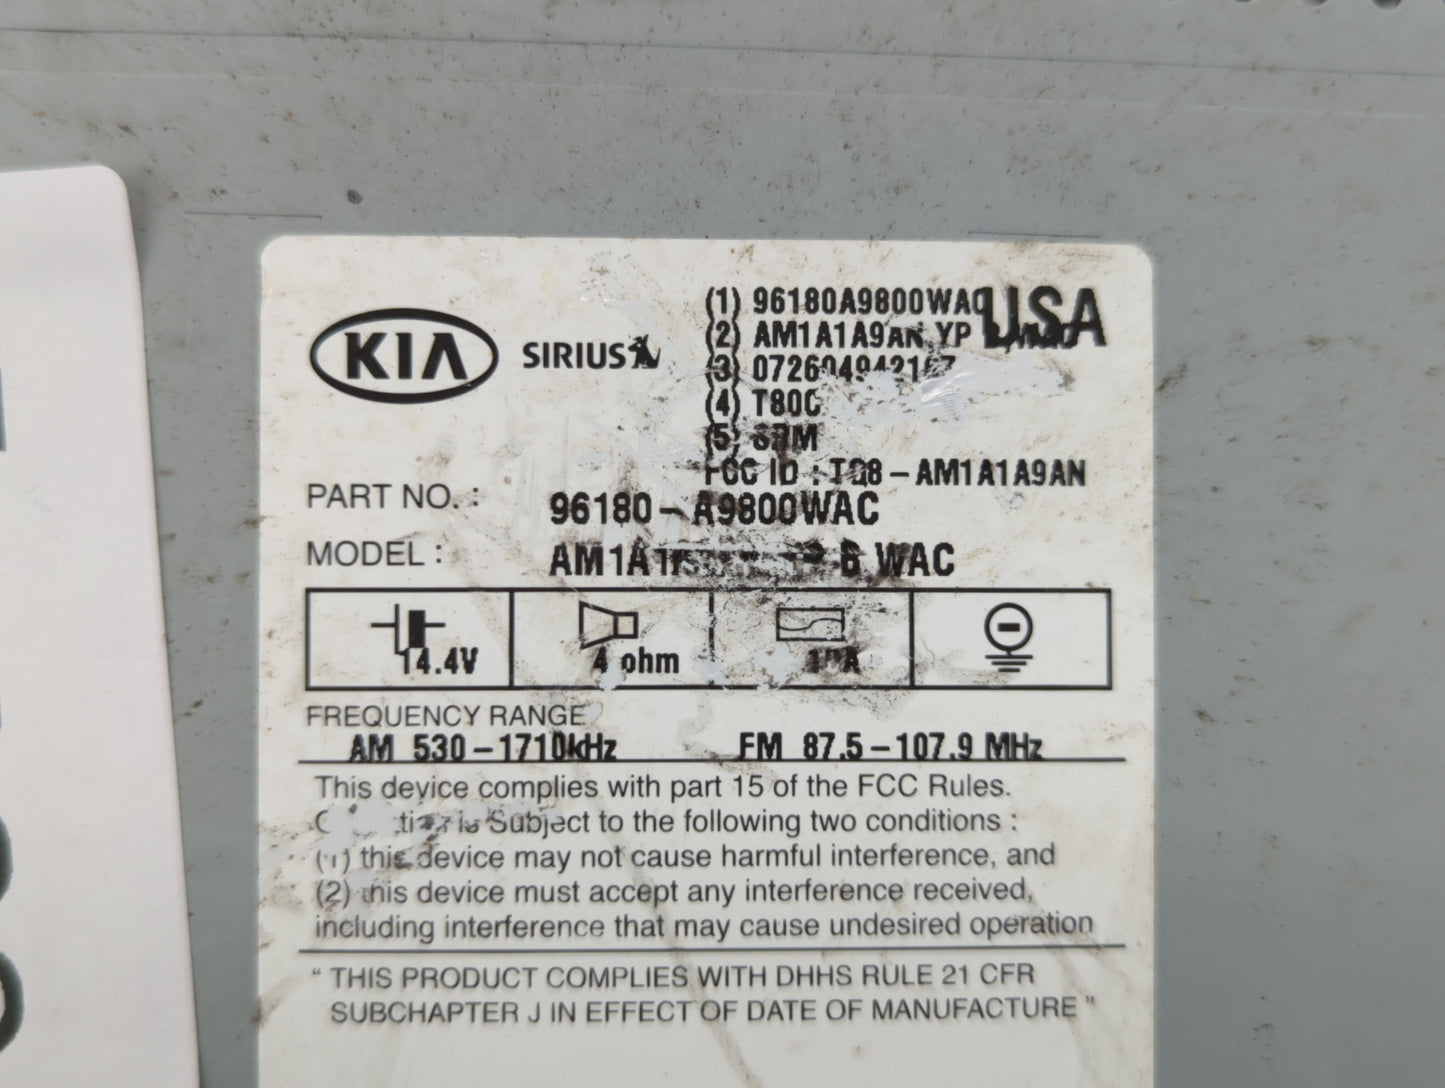 KIA SIRIUS
(1) 96180A9800WAC USA
(2) AM1A1A9AN YP
(3)
(4) T80C
(5)
FCC ID : TQ8-AM1A1A9AN
PART NO. : 96180-A9800WAC
MODEL : WAC
14.4V 4 ohm
FREQUENCY RANGE
AM 530-1710kHz FM 87.5-107.9 MHz
This device complies with part 15 of the FCC Rules.
is Subject to the following two conditions :
(1) this device may not cause harmful interference, and
(2) this device must accept any interference received,
including interference that may cause undesired operation
“ THIS PRODUCT COMPLIES WITH DHHS RULE 21 CFR
SUBCHAPTER J IN EFFECT OF DATE OF MANUFACTURE ”